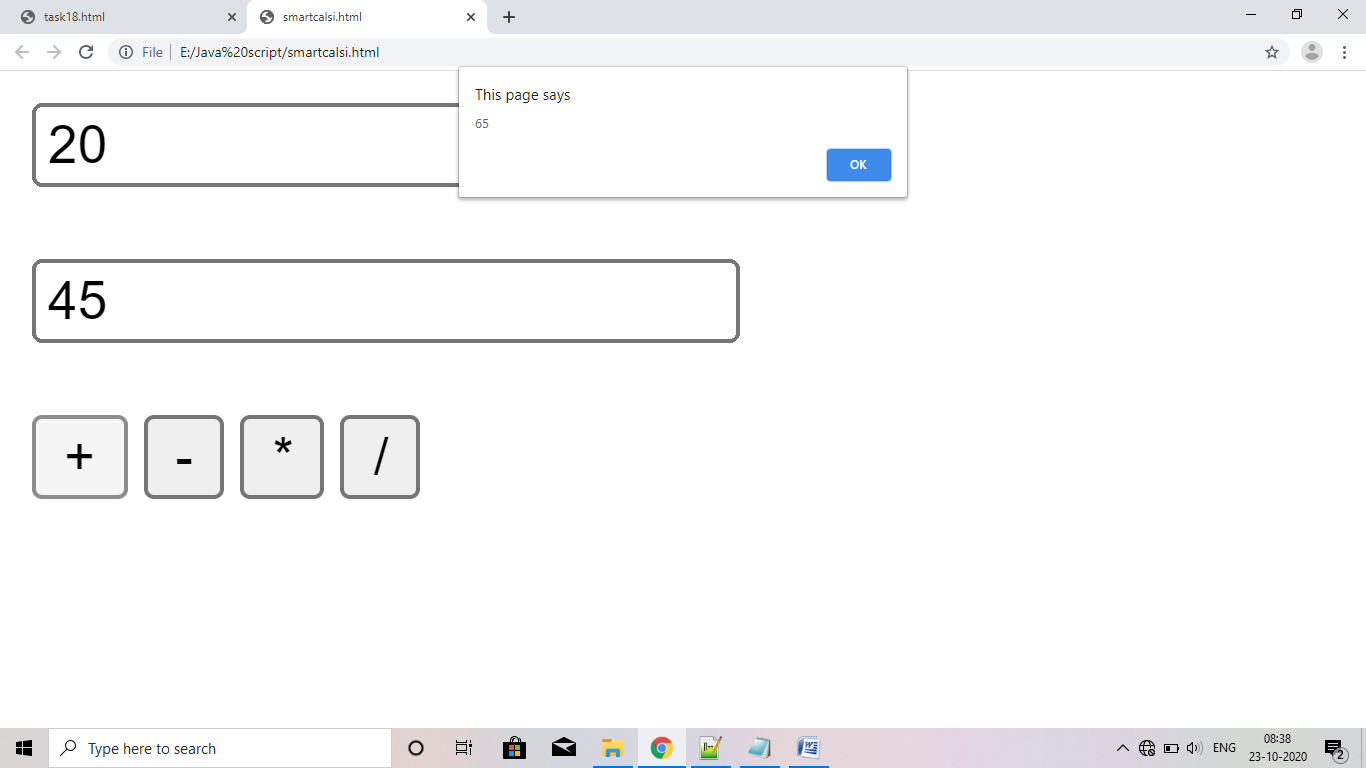 task18.html
smartcalsi.html
File
E:/Java%20script/smartcalsi.html
This page says
65
OK
20
45
+ - * /
Type here to search
ENG
08:38
23-10-2020
2